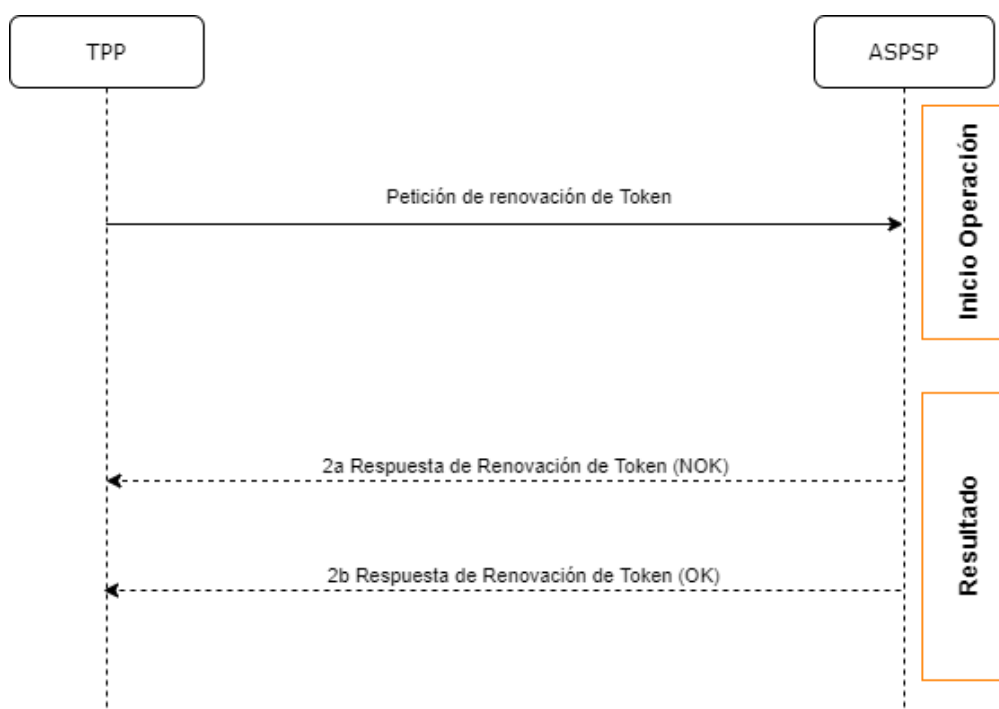 TPP
ASPSP
Petición de renovación de Token
Inicio Operación
2a Respuesta de Renovación de Token (NOK)
2b Respuesta de Renovación de Token (OK)
Resultado